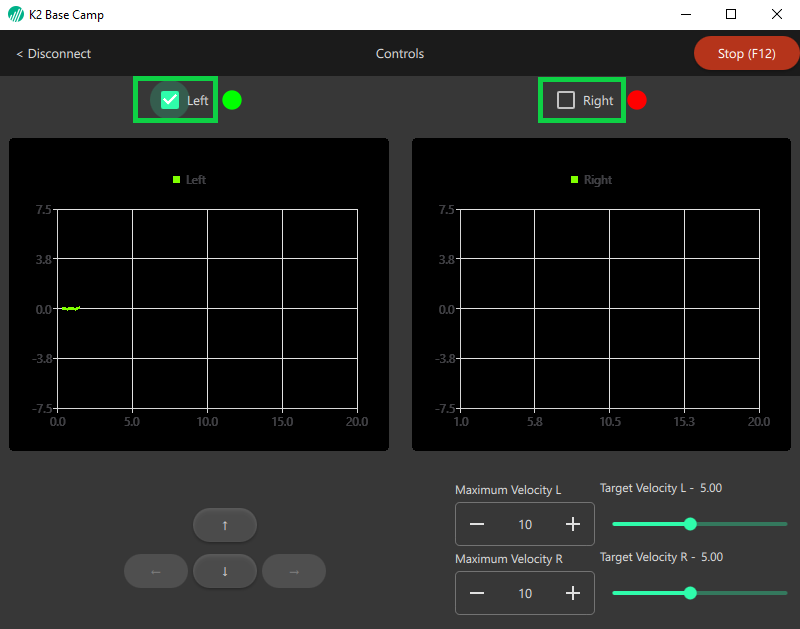 K2 Base Camp
< Disconnect
Controls
Stop (F12)
Left
Right
Left
7.5
3.8
0.0
-3.8
-7.5
0.0 5.0 10.0 15.0 20.0
Right
7.5
3.8
0.0
-3.8
-7.5
1.0 5.8 10.5 15.3 20.0
↑
← ↓ →
Maximum Velocity L
Target Velocity L - 5.00
— 10 +
Maximum Velocity R
Target Velocity R - 5.00
— 10 +